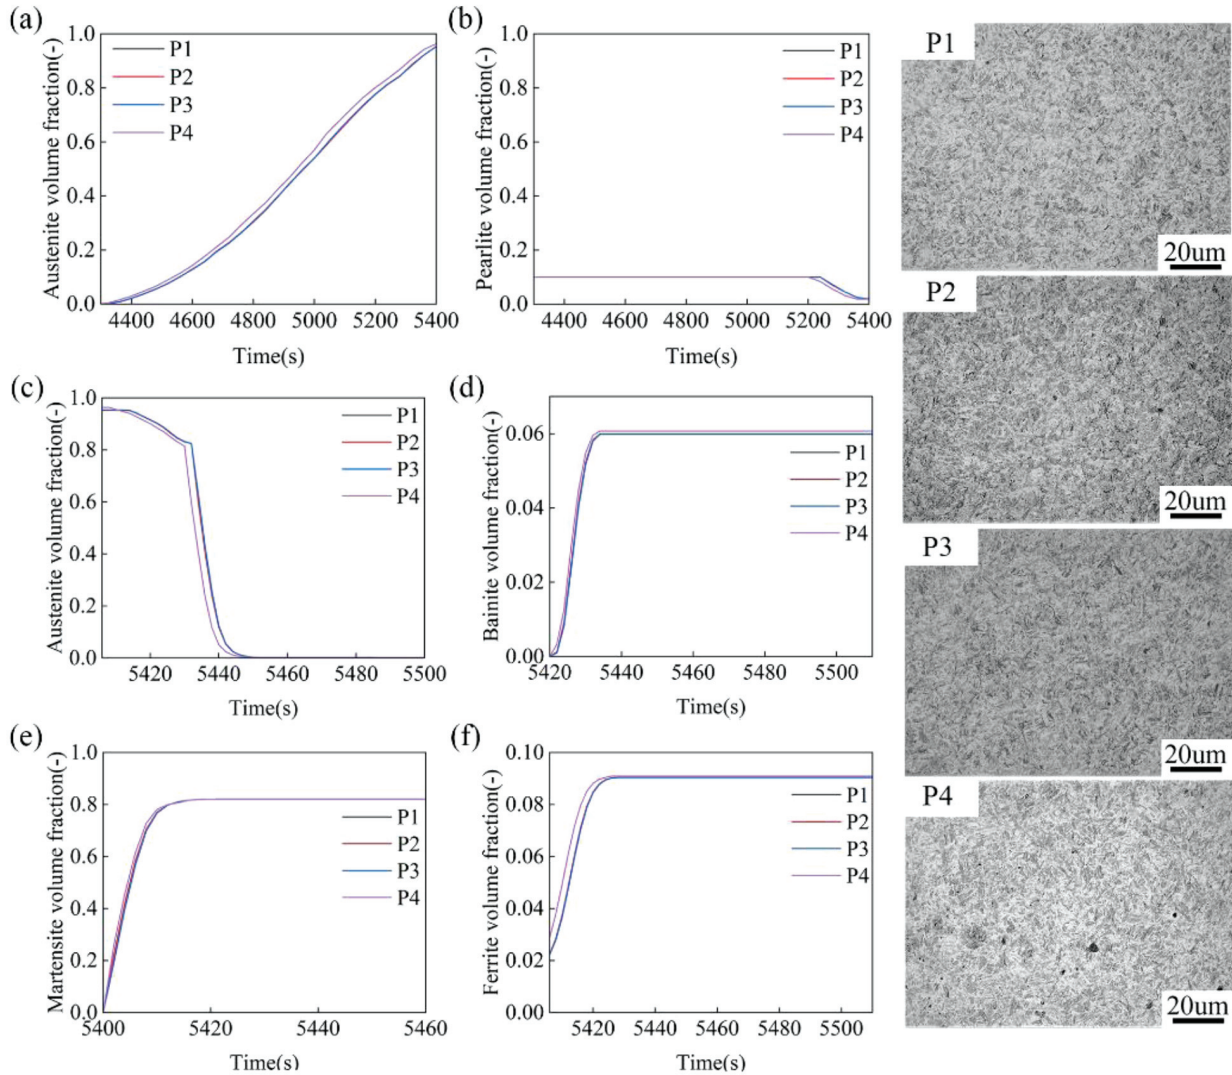 (a)
Austenite volume fraction(-)
1.0
0.8
0.6
0.4
0.2
0.0
P1
P2
P3
P4
4400 4600 4800 5000 5200 5400
Time(s)
(b)
Pearlite volume fraction(-)
1.0
0.8
0.6
0.4
0.2
0.0
P1
P2
P3
P4
4400 4600 4800 5000 5200 5400
Time(s)
(c)
Austenite volume fraction(-)
1.0
0.8
0.6
0.4
0.2
0.0
P1
P2
P3
P4
5420 5440 5460 5480 5500
Time(s)
(d)
Bainite volume fraction(-)
0.06
0.04
0.02
0.00
P1
P2
P3
P4
5420 5440 5460 5480 5500
Time(s)
(e)
Martensite volume fraction(-)
1.0
0.8
0.6
0.4
0.2
0.0
P1
P2
P3
P4
5400 5420 5440 5460
Time(s)
(f)
Ferrite volume fraction(-)
0.10
0.08
0.06
0.04
0.02
0.00
P1
P2
P3
P4
5420 5440 5460 5480 5500
Time(s)
P1
20um
P2
20um
P3
20um
P4
20um